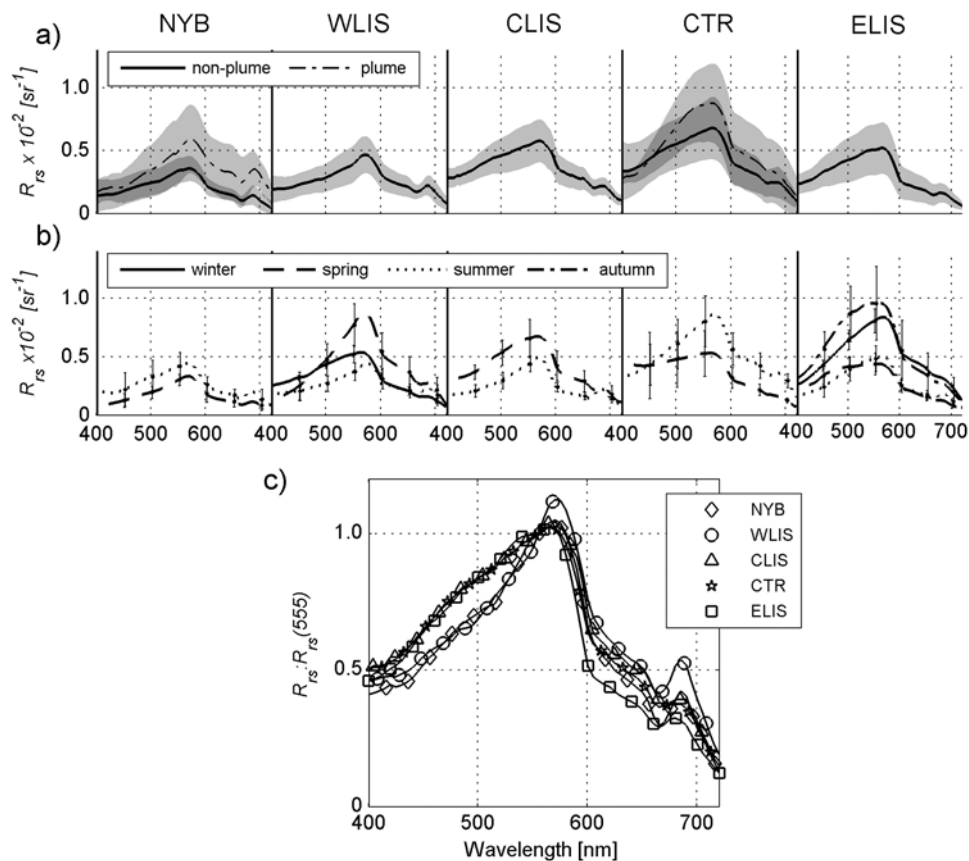 NYB WLIS CLIS CTR ELIS
a)
R_rs x 10^-2 [sr^-1]
non-plume plume
1.0
0.5
0
b)
R_rs x10^-2 [sr^-1]
winter spring summer autumn
1.0
0.5
0
400 500 600 400 500 600 400 500 600 400 500 600 400 500 600 700
c)
R_rs:R_rs(555)
1.0
0.5
0
NYB
WLIS
CLIS
CTR
ELIS
400 500 600 700
Wavelength [nm]